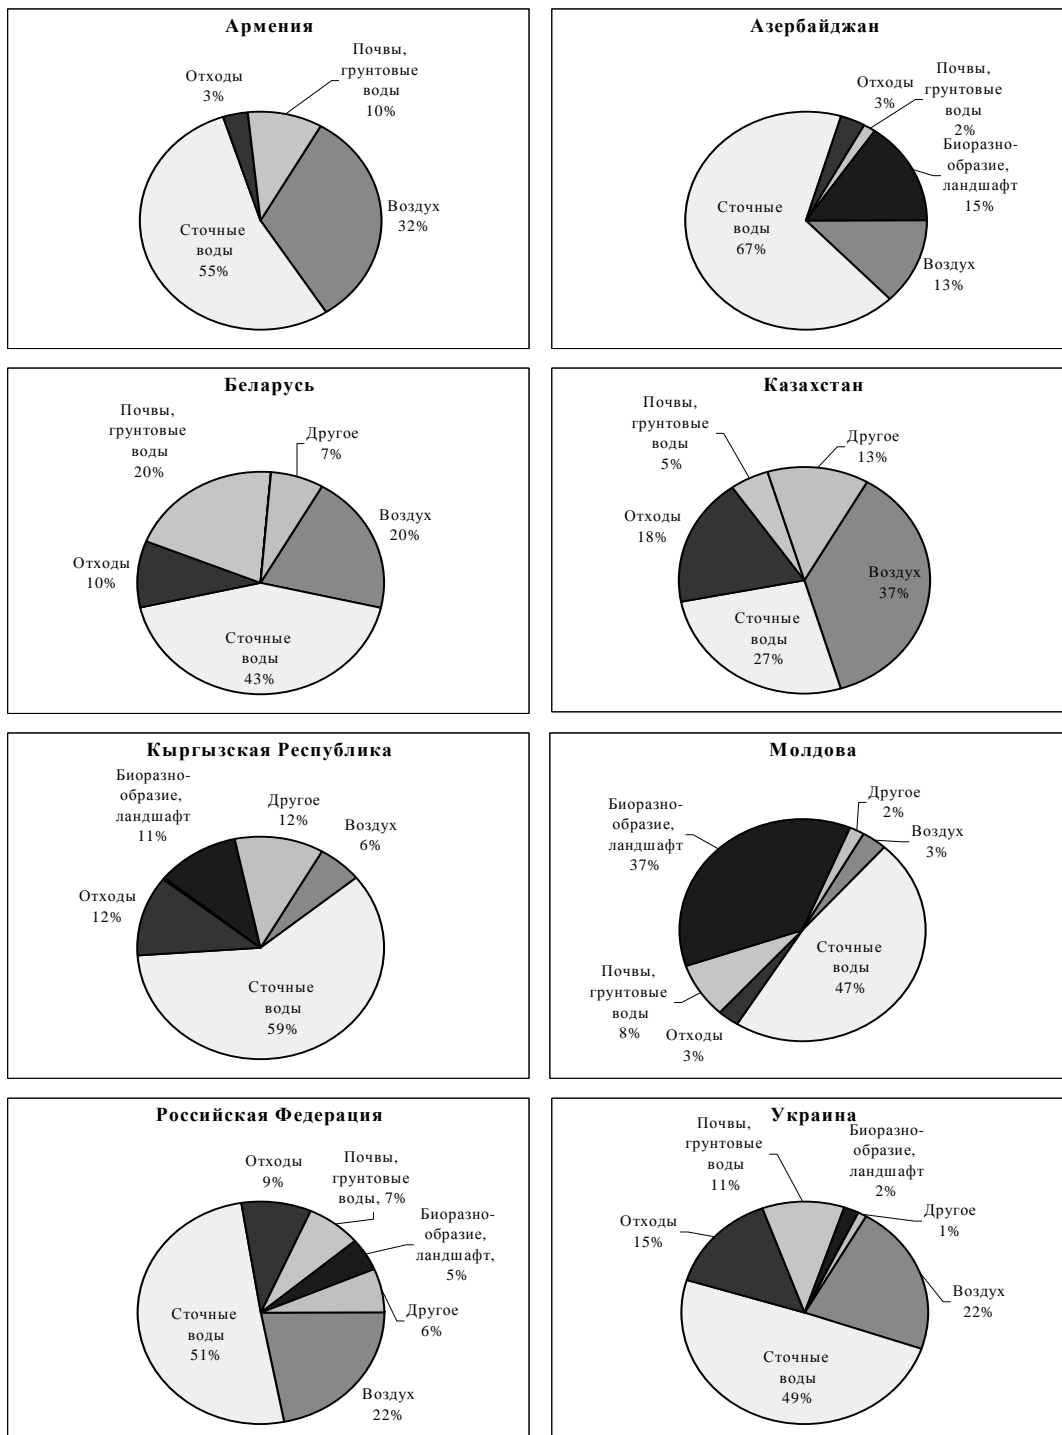 Армения
Отходы
3%
Почвы,
грунтовые
воды
10%
Воздух
32%
Сточные
воды
55%
Азербайджан
Отходы
3%
Почвы,
грунтовые
воды
2%
Биоразно-
образие,
ландшафт
15%
Сточные
воды
67%
Воздух
13%
Беларусь
Почвы,
грунтовые
воды
20%
Другое
7%
Воздух
20%
Отходы
10%
Сточные
воды
43%
Казахстан
Почвы,
грунтовые
воды
5%
Другое
13%
Отходы
18%
Воздух
37%
Сточные
воды
27%
Кыргызская Республика
Биоразно-
образие,
ландшафт
11%
Другое
12%
Воздух
6%
Отходы
12%
Сточные
воды
59%
Молдова
Биоразно-
образие,
ландшафт
37%
Другое
2%
Воздух
3%
Сточные
воды
47%
Почвы,
грунтовые
воды
8%
Отходы
3%
Российская Федерация
Отходы
9%
Почвы,
грунтовые
воды, 7%
Биоразно-
образие,
ландшафт,
5%
Другое
6%
Сточные
воды
51%
Воздух
22%
Украина
Почвы,
грунтовые
воды
11%
Биоразно-
образие,
ландшафт
2%
Другое
1%
Отходы
15%
Воздух
22%
Сточные
воды
49%